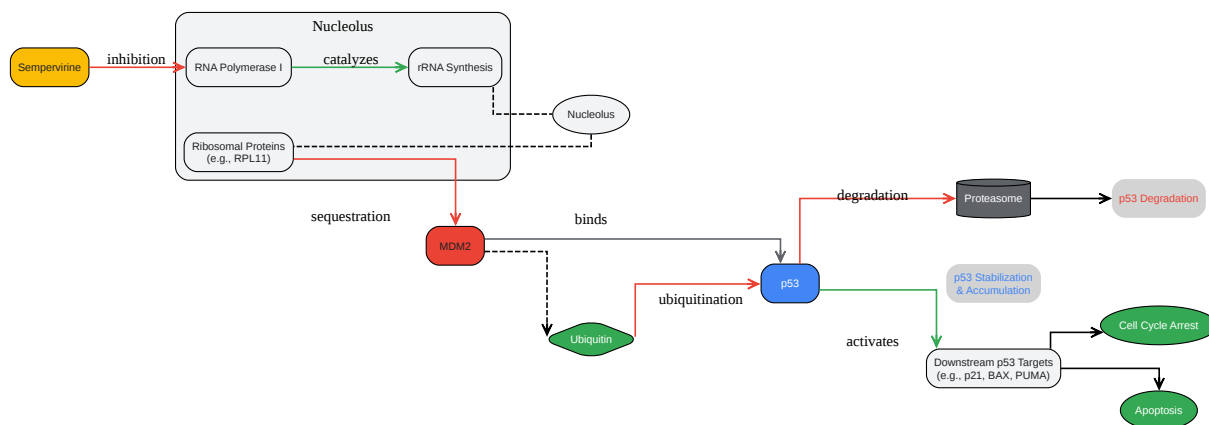 Nucleolus
Sempervirine
inhibition
RNA Polymerase I
catalyzes
rRNA Synthesis
Nucleolus
Ribosomal Proteins
(e.g., RPL11)
sequestration
MDM2
binds
degradation
Proteasome
p53 Degradation
p53
p53 Stabilization
& Accumulation
ubiquitination
Ubiquitin
activates
Cell Cycle Arrest
Downstream p53 Targets
(e.g., p21, BAX, PUMA)
Apoptosis